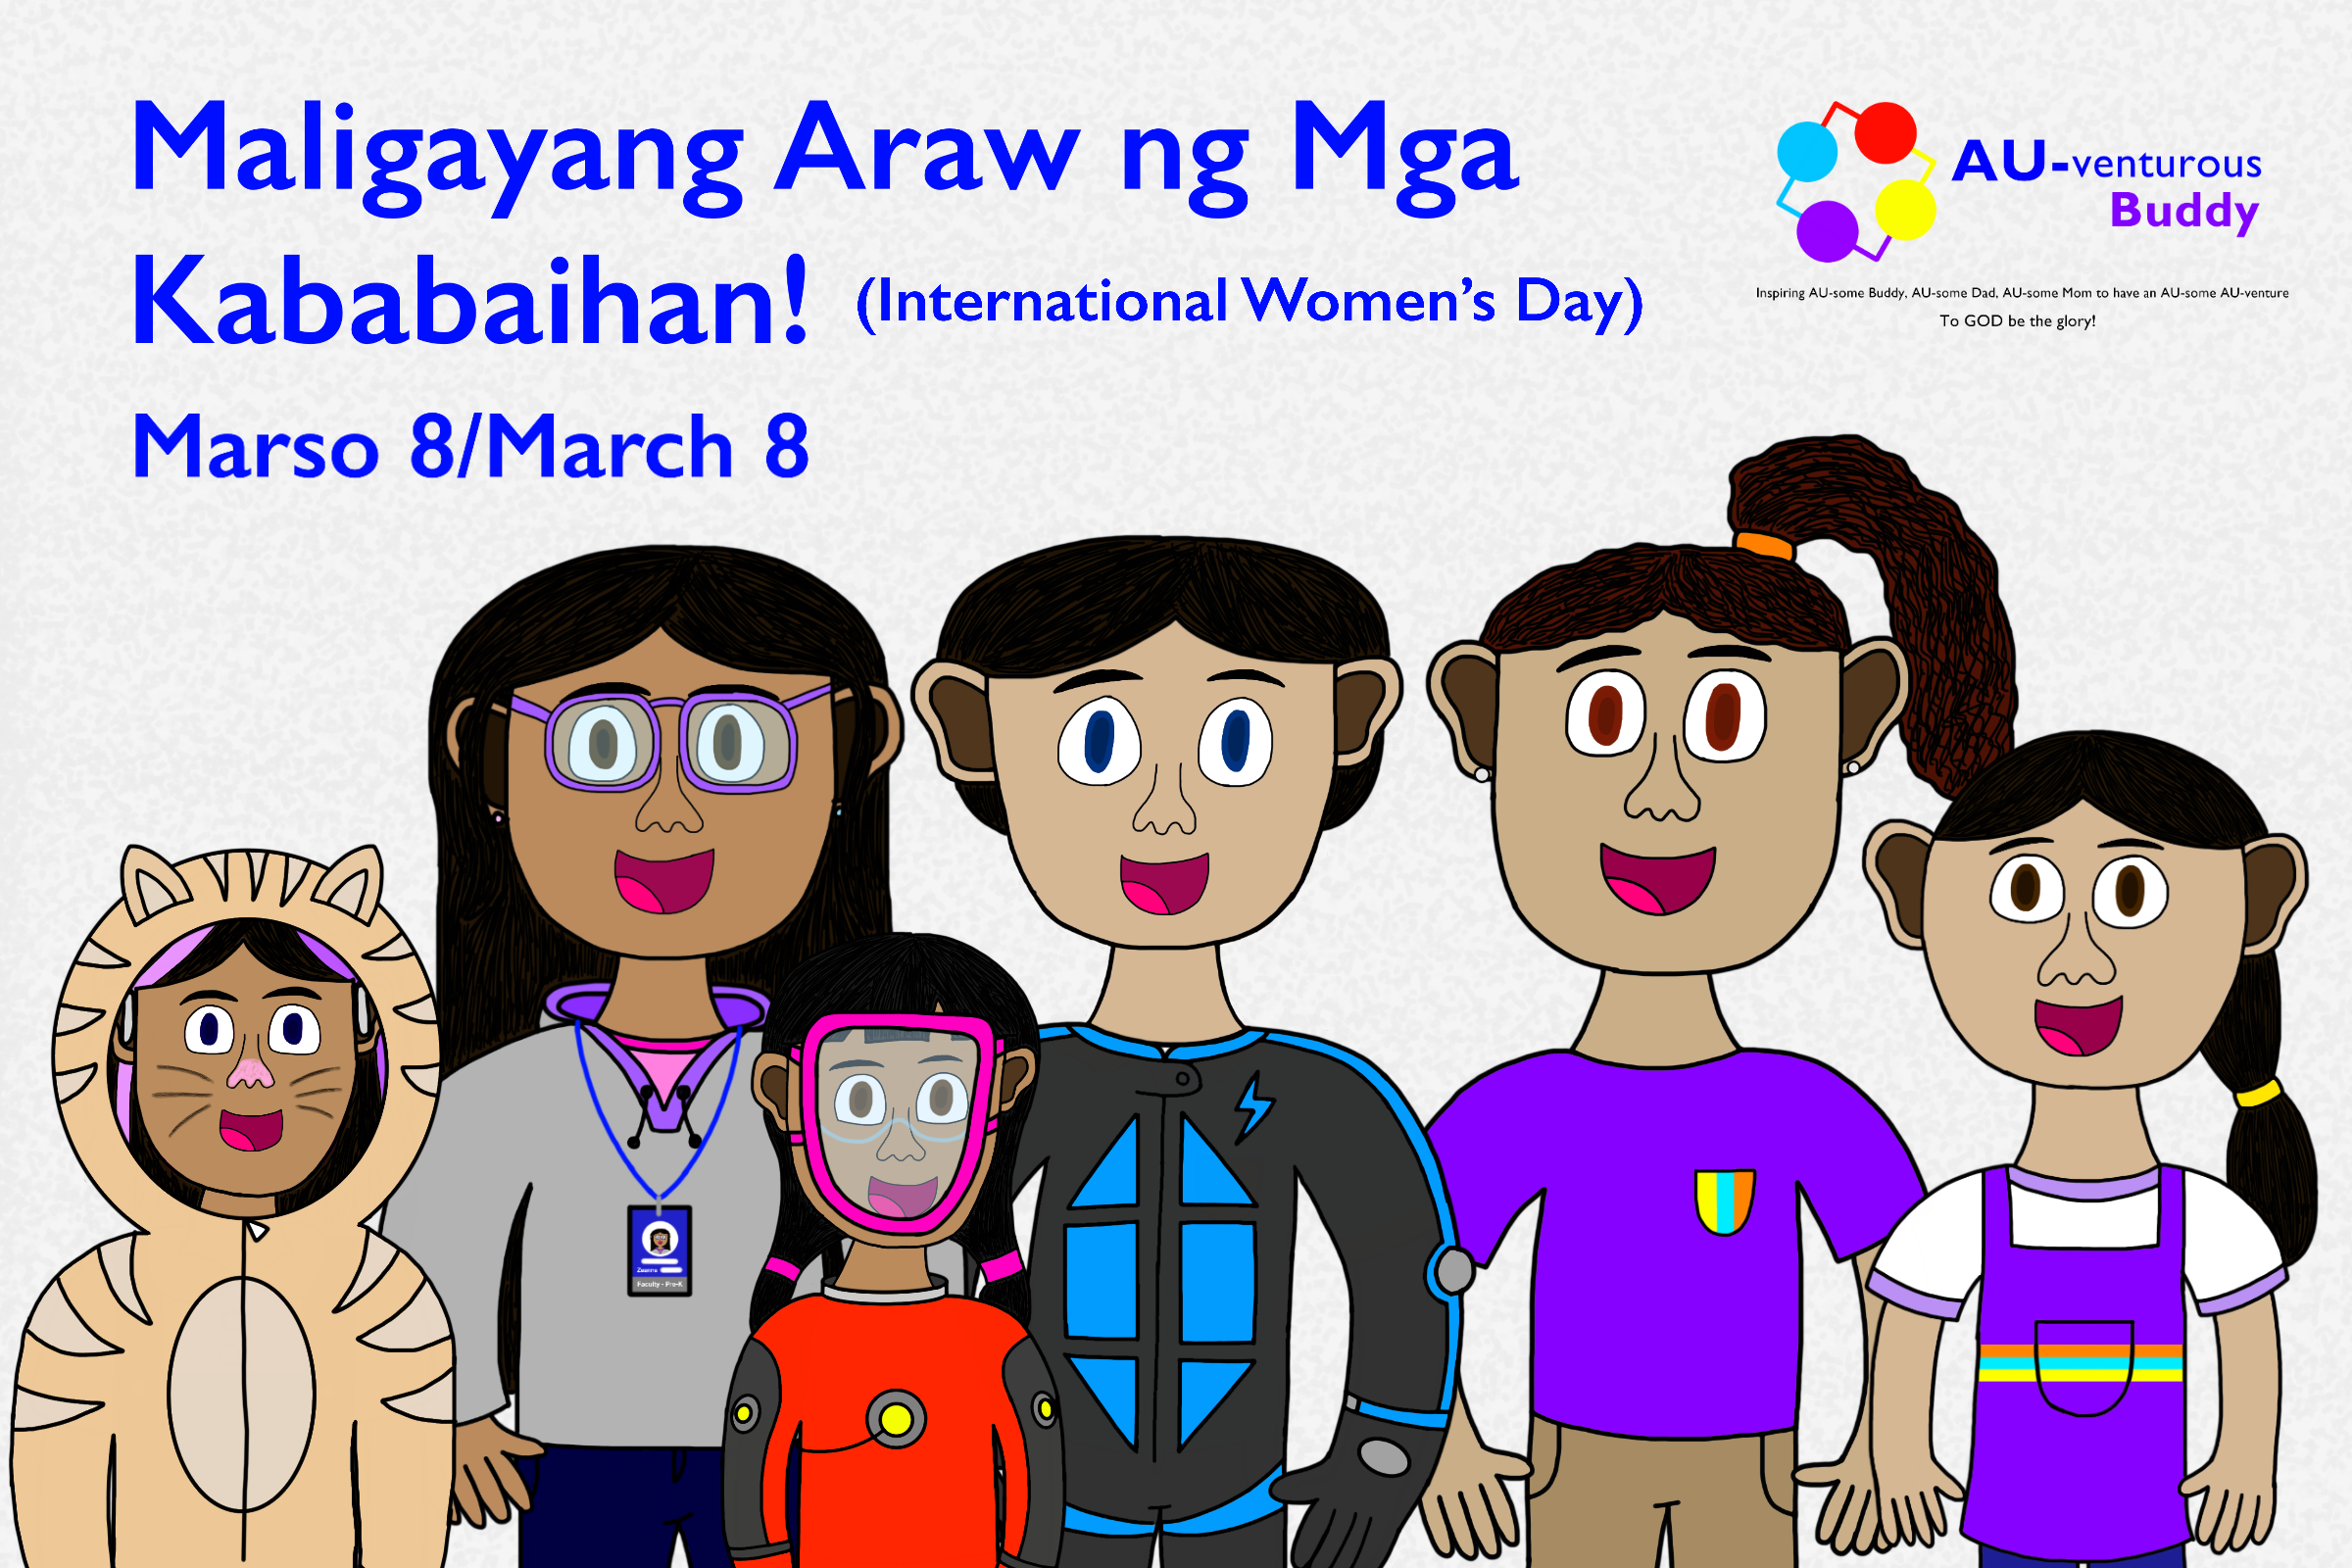 Maligayang Araw ng Mga
Kababaihan! (International Women's Day)
Marso 8/March 8
AU-venturous
Buddy
Inspiring AU-some Buddy, AU-some Dad, AU-some Mom to have an AU-some AU-venture
To GOD be the glory!
Faculty - Pre-K